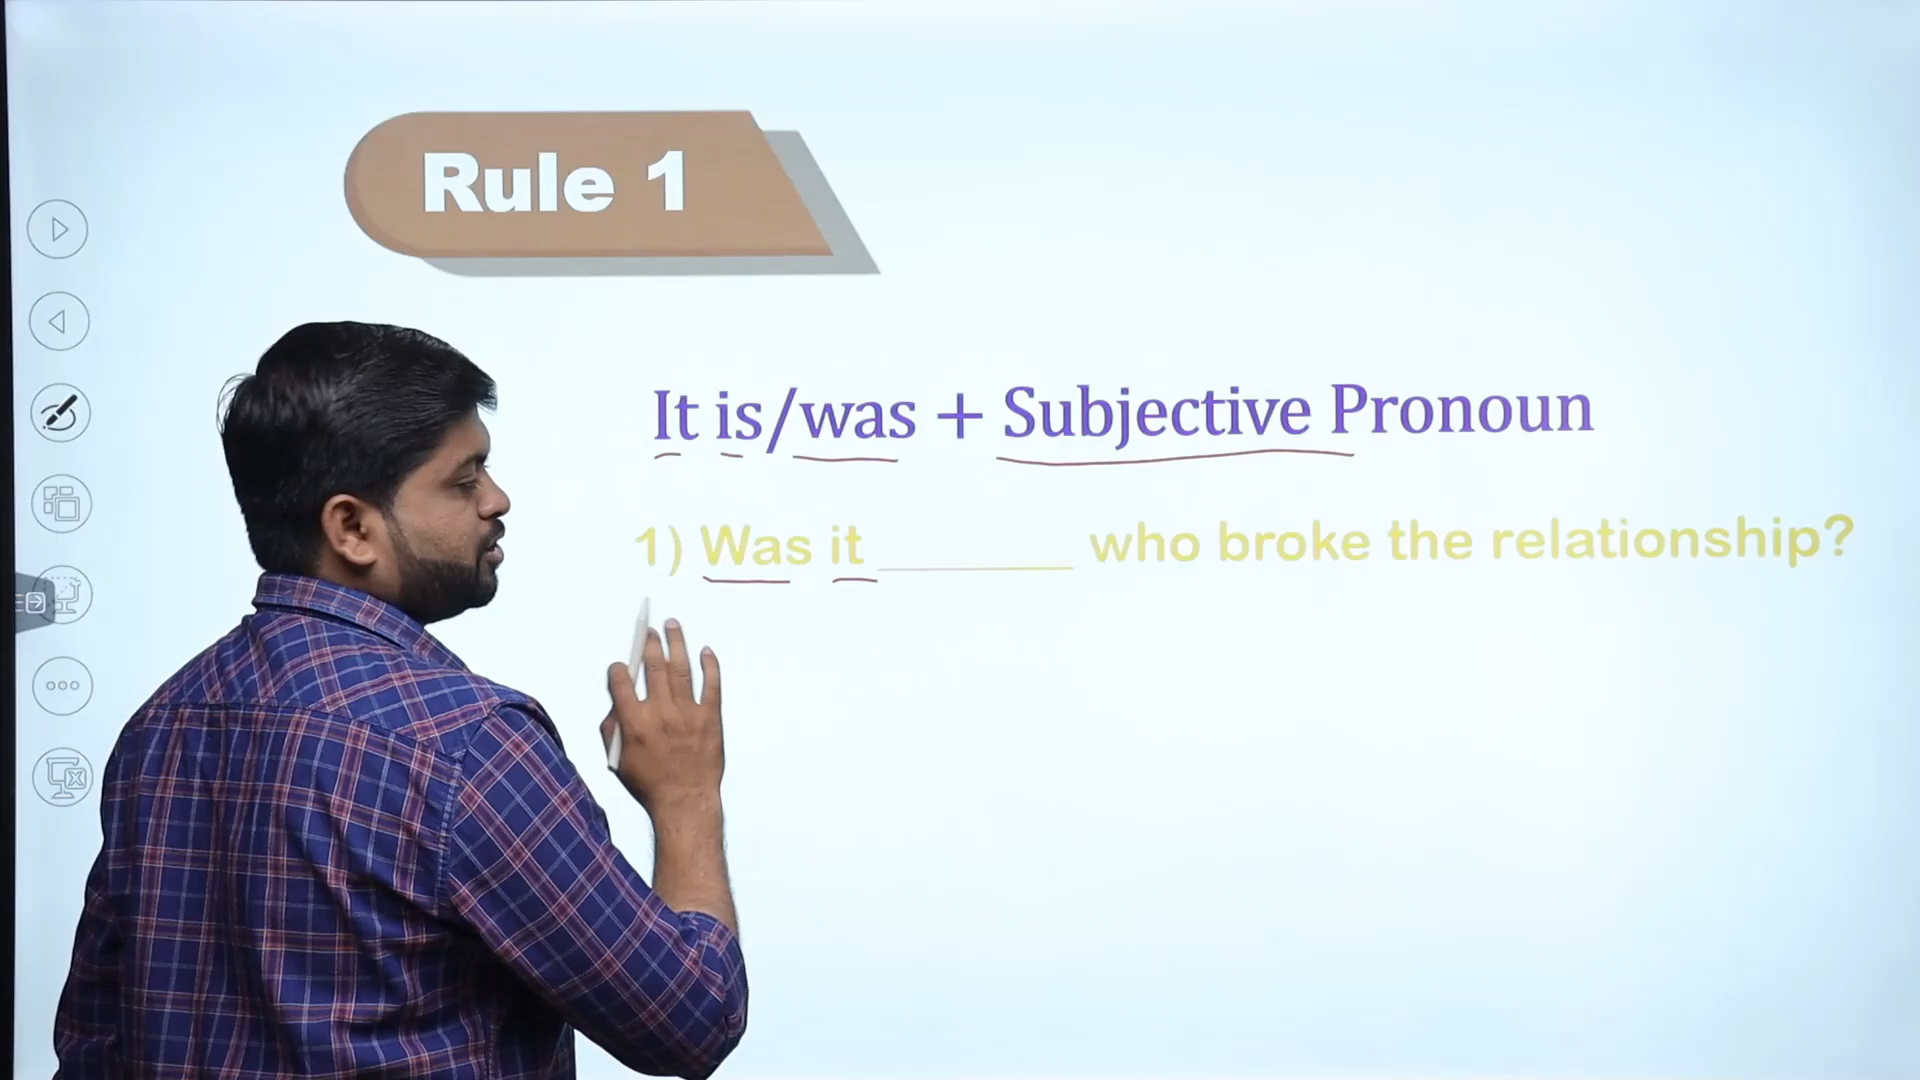 Rule 1
It is/was + Subjective Pronoun
1) Was it ________ who broke the relationship?